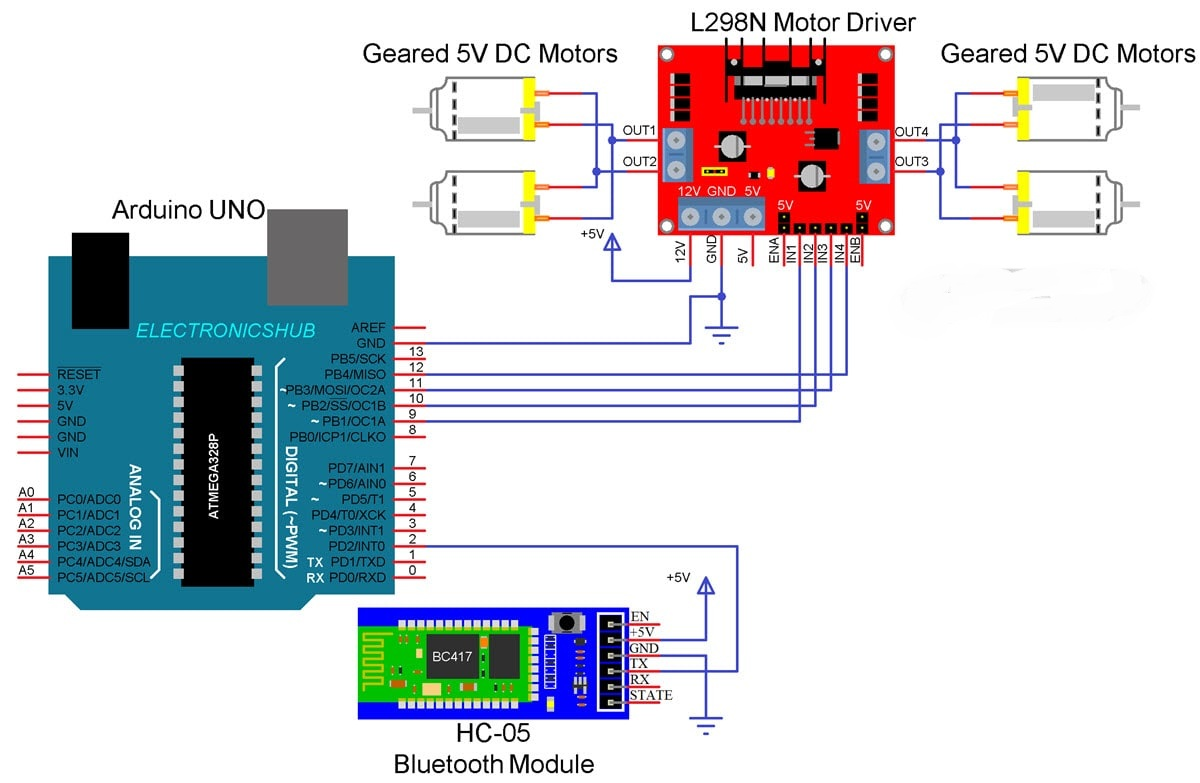 L298N Motor Driver
Geared 5V DC Motors
Geared 5V DC Motors
OUT1
OUT2
OUT4
OUT3
12V GND 5V
5V
5V
+5V
12V
GND
5V
ENA
IN1
IN2
IN3
IN4
ENB
Arduino UNO
ELECTRONICSHUB
RESET
3.3V
5V
GND
GND
VIN
A0 PC0/ADC0
A1 PC1/ADC1
A2 PC2/ADC2
A3 PC3/ADC3
A4 PC4/ADC4/SDA
A5 PC5/ADC5/SCL
ANALOG IN
ATMEGA328P
DIGITAL (~PWM)
AREF
GND
PB5/SCK 13
PB4/MISO 12
~PB3/MOSI/OC2A 11
~ PB2/SS/OC1B 10
~ PB1/OC1A 9
PB0/ICP1/CLKO 8
PD7/AIN1 7
~PD6/AIN0 6
~ PD5/T1 5
PD4/T0/XCK 4
~PD3/INT1 3
PD2/INT0 2
TX PD1/TXD 1
RX PD0/RXD 0
+5V
BC417
EN
+5V
GND
TX
RX
STATE
HC-05
Bluetooth Module